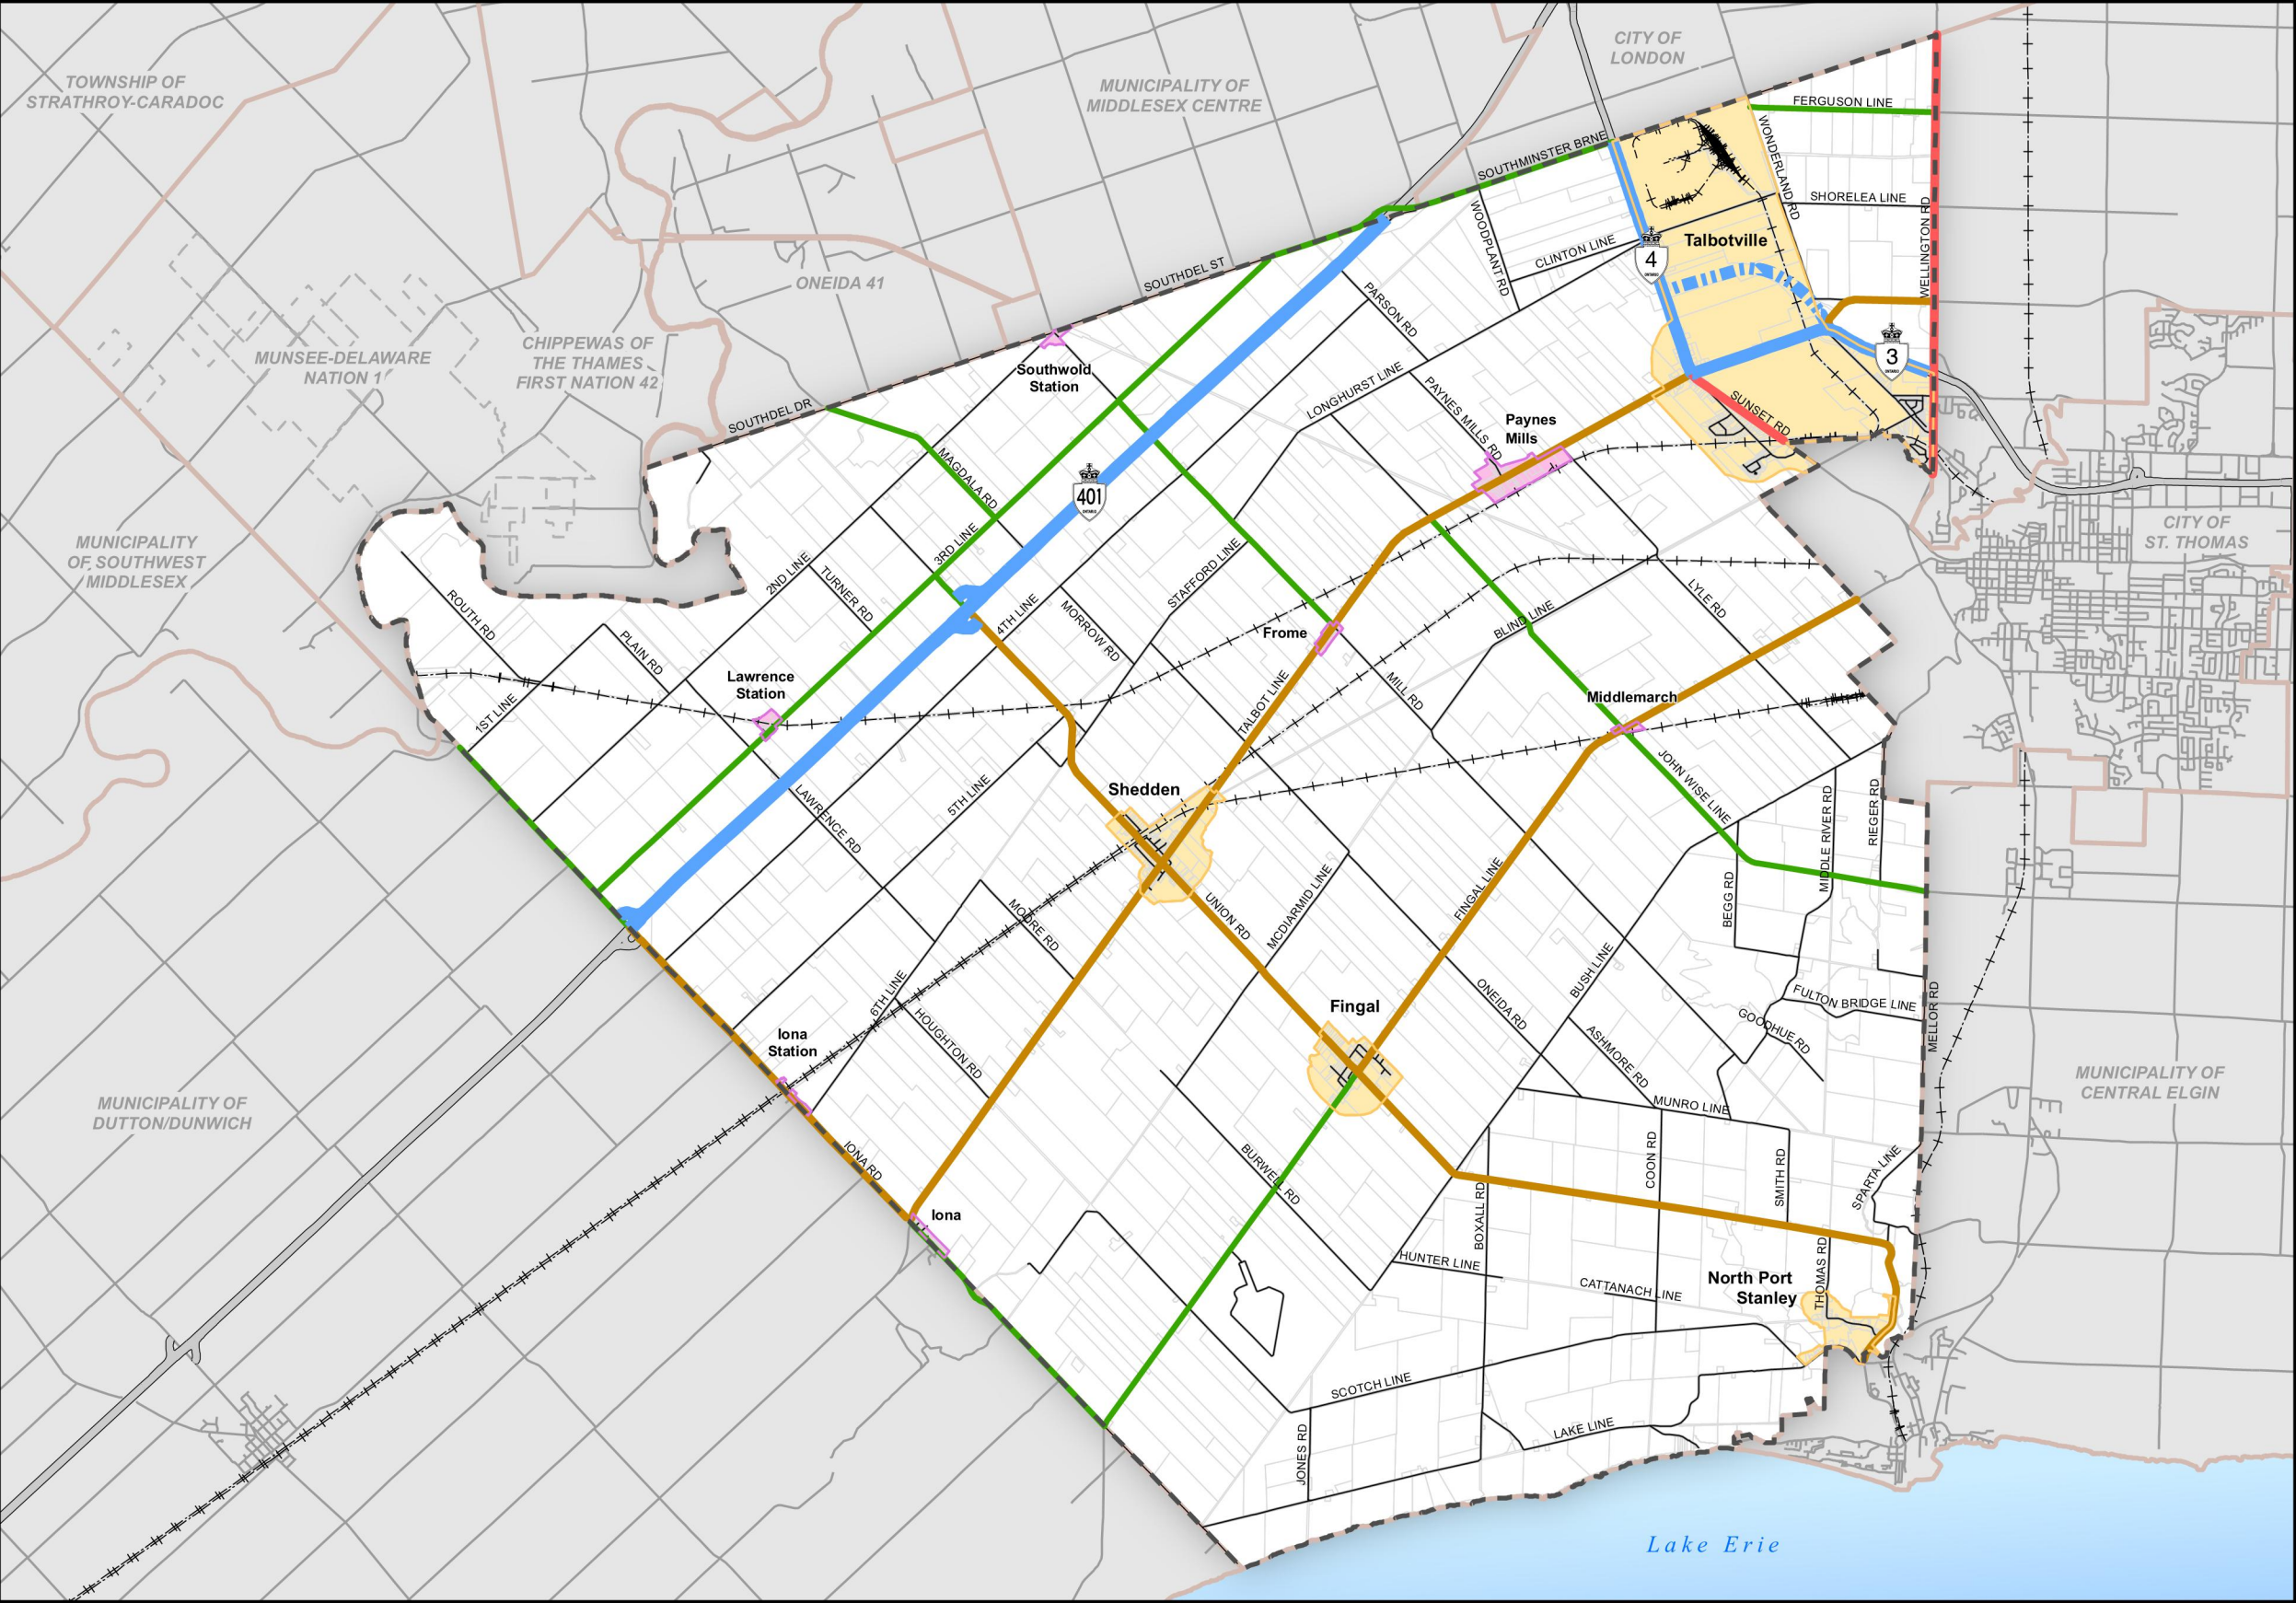 CITY OF
LONDON
TOWNSHIP OF
STRATHROY-CARADOC
MUNICIPALITY OF
MIDDLESEX CENTRE
FERGUSON LINE
WONDERLAND RD
SOUTHMINSTER BRNE
SHORELEA LINE
WELLINGTON RD
WOODPLANT RD
CLINTON LINE
Talbotville
4
ONTARIO
ONEIDA 41
SOUTHDEL ST
PARSON RD
3
ONTARIO
MUNSEE-DELAWARE
NATION 1
CHIPPEWAS OF
THE THAMES
FIRST NATION 42
Southwold
Station
LONGHURST LINE
PAYNES MILLS RD
SUNSET RD
Paynes
Mills
SOUTHDEL DR
MAGDALA RD
401
ONTARIO
CITY OF
ST. THOMAS
MUNICIPALITY
OF SOUTHWEST
MIDDLESEX
3RD LINE
2ND LINE
TURNER RD
STAFFORD LINE
4TH LINE
MORROW RD
LYLE RD
BLIND LINE
ROUTH RD
PLAIN RD
Frome
Lawrence
Station
1ST LINE
TALBOT LINE
MILL RD
Middlemarch
JOHN WISE LINE
LAWRENCE RD
5TH LINE
Shedden
MIDDLE RIVER RD
RIEGER RD
BEGG RD
UNION RD
MCDIARMID LINE
FINGAL LINE
MOORE RD
6TH LINE
HOUGHTON RD
BUSH LINE
ONEIDA RD
FULTON BRIDGE LINE
GOODHUE RD
MELLOR RD
Fingal
Iona
Station
ASHMORE RD
MUNRO LINE
MUNICIPALITY OF
CENTRAL ELGIN
MUNICIPALITY OF
DUTTON/DUNWICH
IONA RD
BURWELL RD
COON RD
SMITH RD
SPARTA LINE
BOXALL RD
Iona
HUNTER LINE
CATTANACH LINE
THOMAS RD
North Port
Stanley
SCOTCH LINE
LAKE LINE
JONES RD
Lake Erie